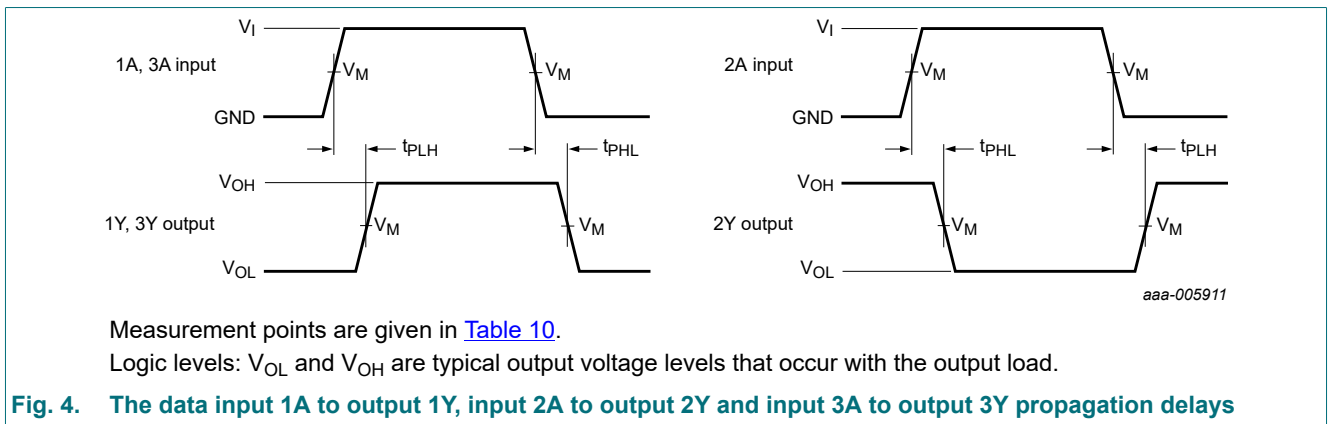 V_I
1A, 3A input
V_M
V_M
GND
t_PLH
t_PHL
V_OH
1Y, 3Y output
V_M
V_M
V_OL
V_I
2A input
V_M
V_M
GND
t_PHL
t_PLH
V_OH
2Y output
V_M
V_M
V_OL
aaa-005911
Measurement points are given in Table 10.
Logic levels: V_OL and V_OH are typical output voltage levels that occur with the output load.
Fig. 4. The data input 1A to output 1Y, input 2A to output 2Y and input 3A to output 3Y propagation delays